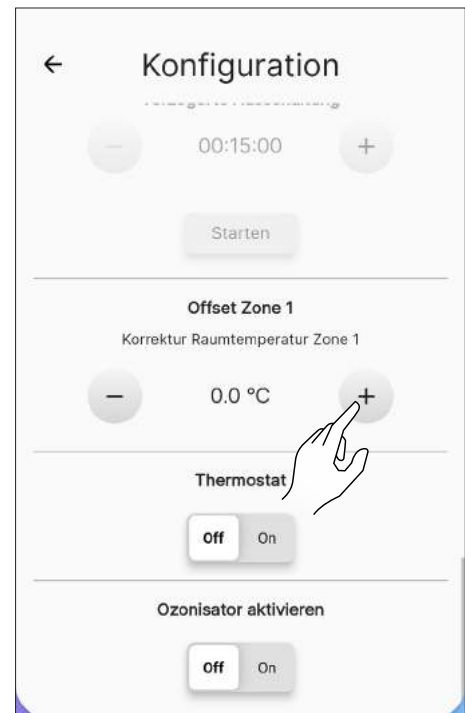 ← Konfiguration
− 00:15:00 +
Starten
Offset Zone 1
Korrektur Raumtemperatur Zone 1
− 0.0 °C +
Thermostat
Off On
Ozonisator aktivieren
Off On